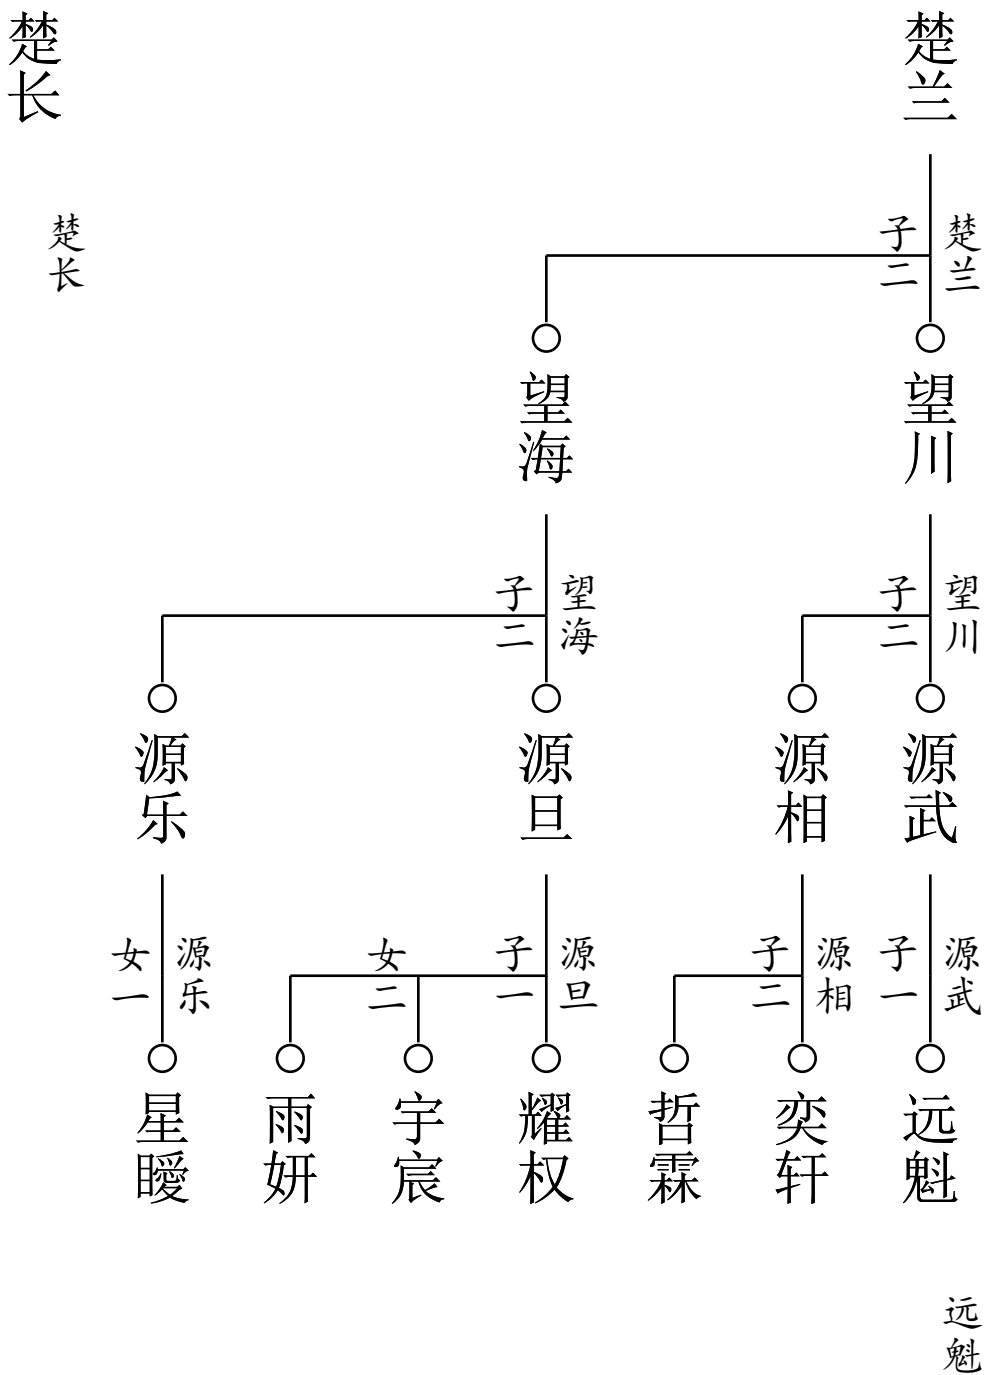 楚兰
楚长
楚兰
子二
楚长
望川
望海
望川
子二
望海
子二
源武
源相
源旦
源乐
源武
子一
源相
子二
源旦
子一
女二
源乐
女一
远魁
奕轩
哲霖
耀权
宇宸
雨妍
星曖
远魁